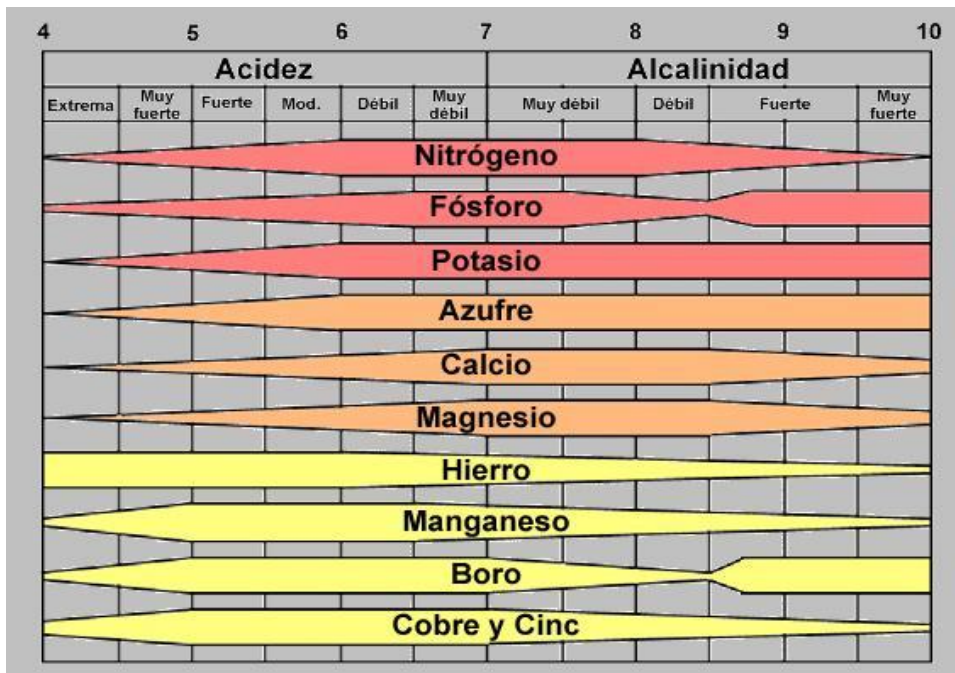 4 5 6 7 8 9 10
Acidez Alcalinidad
Extrema Muy fuerte Fuerte Mod. Débil Muy débil Muy débil Débil Fuerte Muy fuerte
Nitrógeno
Fósforo
Potasio
Azufre
Calcio
Magnesio
Hierro
Manganeso
Boro
Cobre y Cinc